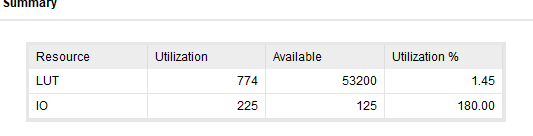 Summary
Resource Utilization Available Utilization %
LUT 774 53200 1.45
IO 225 125 180.00